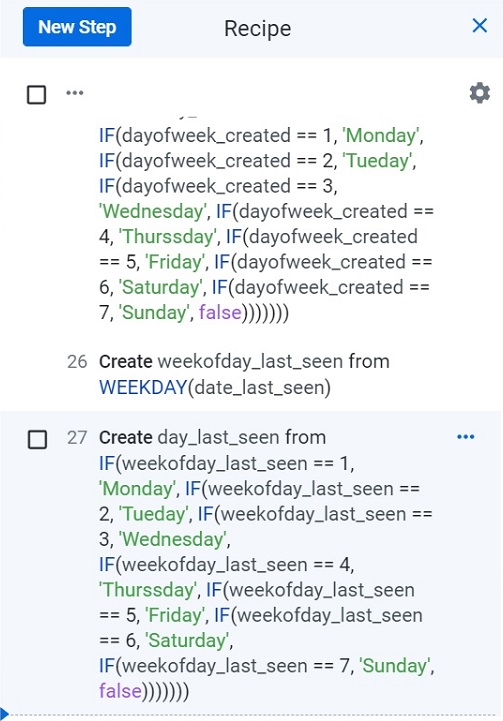 New Step
Recipe
IF(dayofweek_created == 1, 'Monday',
IF(dayofweek_created == 2, 'Tueday',
IF(dayofweek_created == 3,
'Wednesday', IF(dayofweek_created ==
4, 'Thurssday', IF(dayofweek_created
== 5, 'Friday', IF(dayofweek_created ==
6, 'Saturday', IF(dayofweek_created ==
7, 'Sunday', false)))))))
26 Create weekofday_last_seen from
WEEKDAY(date_last_seen)
27 Create day_last_seen from
IF(weekofday_last_seen == 1,
'Monday', IF(weekofday_last_seen ==
2, 'Tueday', IF(weekofday_last_seen ==
3, 'Wednesday',
IF(weekofday_last_seen == 4,
'Thurssday', IF(weekofday_last_seen
== 5, 'Friday', IF(weekofday_last_seen
== 6, 'Saturday',
IF(weekofday_last_seen == 7, 'Sunday',
false)))))))